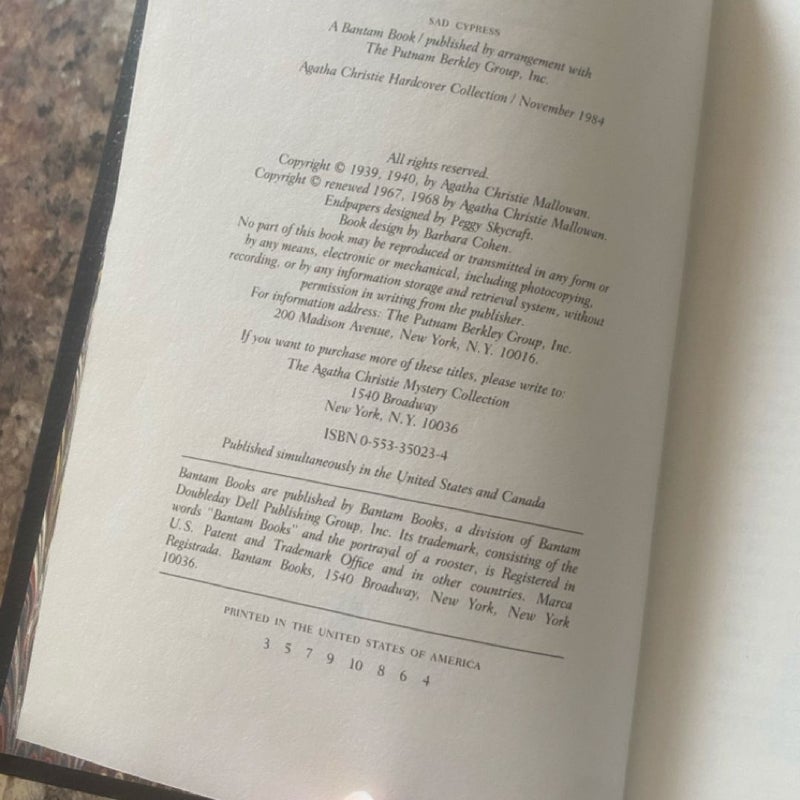 SAD CYPRESS
A Bantam Book / published by arrangement with
The Putnam Berkley Group, Inc.
Agatha Christie Hardcover Collection / November 1984
All rights reserved.
Copyright © 1939, 1940, by Agatha Christie Mallowan.
Copyright © renewed 1967, 1968 by Agatha Christie Mallowan.
Endpapers designed by Peggy Skycraft.
Book design by Barbara Cohen.
No part of this book may be reproduced or transmitted in any form or
by any means, electronic or mechanical, including photocopying,
recording, or by any information storage and retrieval system, without
permission in writing from the publisher.
For information address: The Putnam Berkley Group, Inc.
200 Madison Avenue, New York, N.Y. 10016.
If you want to purchase more of these titles, please write to:
The Agatha Christie Mystery Collection
1540 Broadway
New York, N.Y. 10036
ISBN 0-553-35023-4
Published simultaneously in the United States and Canada
Bantam Books are published by Bantam Books, a division of Bantam
Doubleday Dell Publishing Group, Inc. Its trademark, consisting of the
words "Bantam Books" and the portrayal of a rooster, is Registered in
U.S. Patent and Trademark Office and in other countries. Marca
Registrada. Bantam Books, 1540 Broadway, New York, New York
10036.
PRINTED IN THE UNITED STATES OF AMERICA
3 5 7 9 10 8 6 4